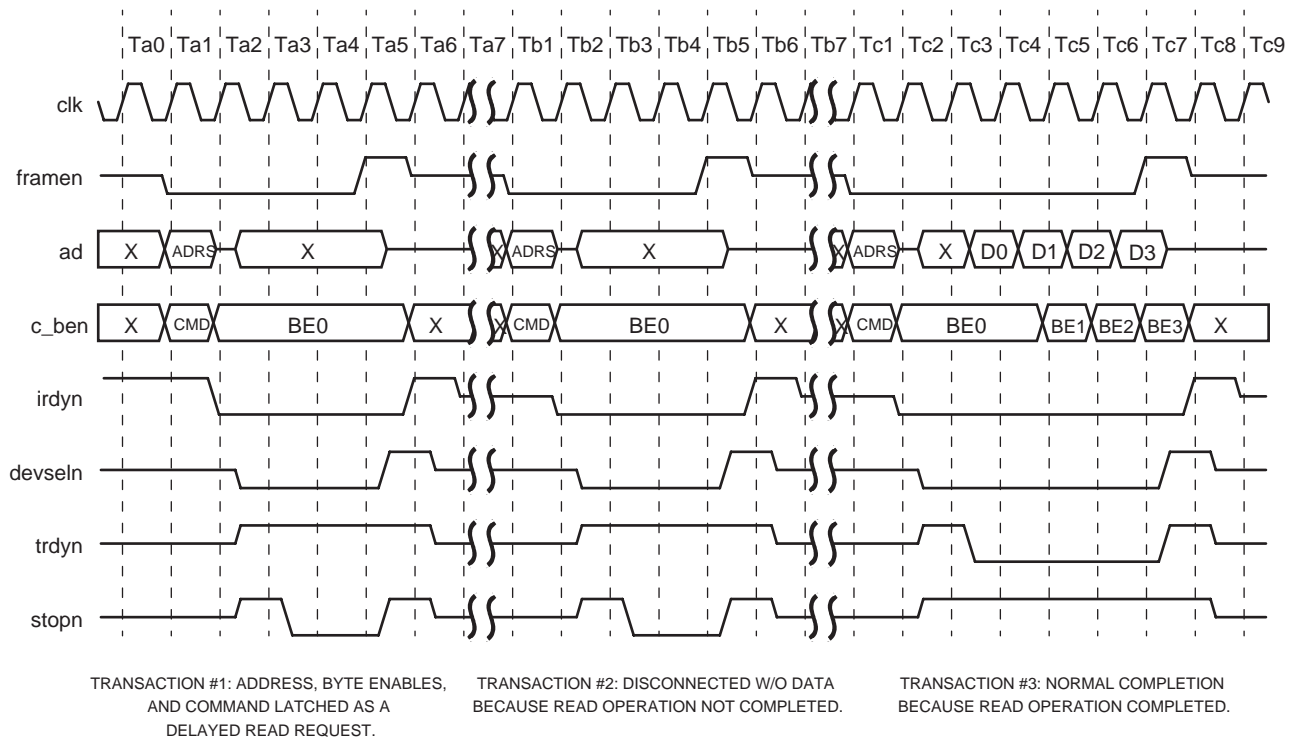 Ta0 Ta1 Ta2 Ta3 Ta4 Ta5 Ta6 Ta7 Tb1 Tb2 Tb3 Tb4 Tb5 Tb6 Tb7 Tc1 Tc2 Tc3 Tc4 Tc5 Tc6 Tc7 Tc8 Tc9
clk
framen
ad X ADRS X X ADRS X X ADRS X D0 D1 D2 D3
c_ben X CMD BE0 X X CMD BE0 X X CMD BE0 BE1 BE2 BE3 X
irdyn
devseln
trdyn
stopn
TRANSACTION #1: ADDRESS, BYTE ENABLES,
AND COMMAND LATCHED AS A
DELAYED READ REQUEST.
TRANSACTION #2: DISCONNECTED W/O DATA
BECAUSE READ OPERATION NOT COMPLETED.
TRANSACTION #3: NORMAL COMPLETION
BECAUSE READ OPERATION COMPLETED.